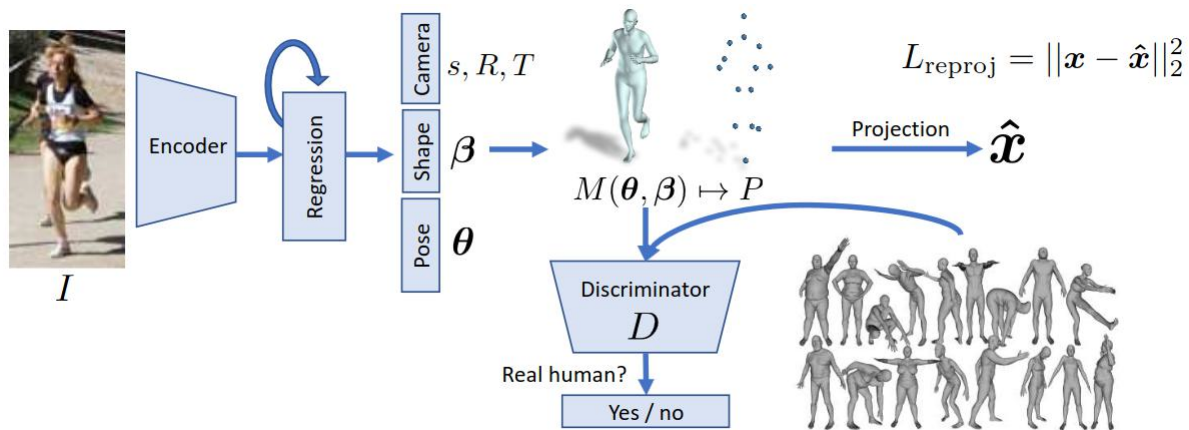 I
Encoder
Regression
Camera
s, R, T
Shape
β
Pose
θ
M(θ, β) ↦ P
L_reproj = ||x − x̂||₂²
Projection
x̂
Discriminator
D
Real human?
Yes / no